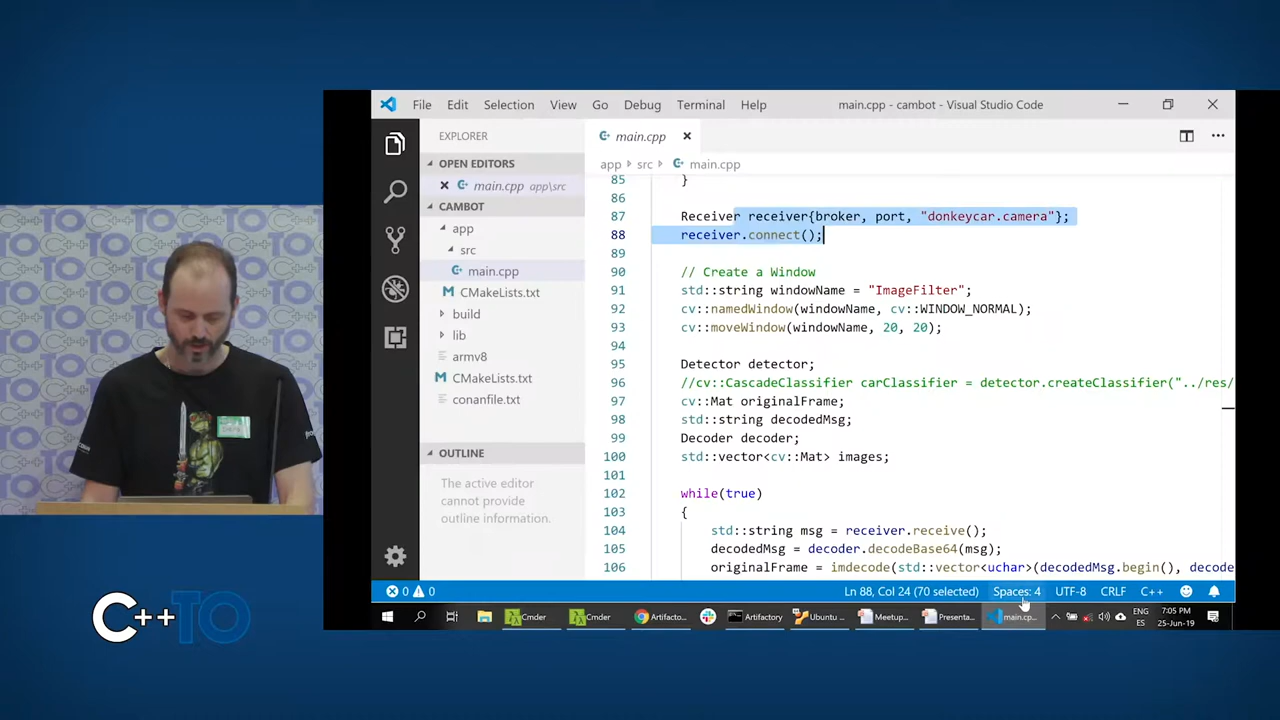 File Edit Selection View Go Debug Terminal Help main.cpp - cambot - Visual Studio Code
EXPLORER
OPEN EDITORS
main.cpp app\src
CAMBOT
app
src
main.cpp
CMakeLists.txt
build
lib
armv8
CMakeLists.txt
conanfile.txt
OUTLINE
The active editor
cannot provide
outline information.
main.cpp
app src main.cpp
85 }
86
87 Receiver receiver{broker, port, "donkeycar.camera"};
88 receiver.connect();
89
90 // Create a Window
91 std::string windowName = "ImageFilter";
92 cv::namedWindow(windowName, cv::WINDOW_NORMAL);
93 cv::moveWindow(windowName, 20, 20);
94
95 Detector detector;
96 //cv::CascadeClassifier carClassifier = detector.createClassifier("../res/
97 cv::Mat originalFrame;
98 std::string decodedMsg;
99 Decoder decoder;
100 std::vector<cv::Mat> images;
101
102 while(true)
103 {
104 std::string msg = receiver.receive();
105 decodedMsg = decoder.decodeBase64(msg);
106 originalFrame = imdecode(std::vector<uchar>(decodedMsg.begin(), decode
0 0 Ln 88, Col 24 (70 selected) Spaces: 4 UTF-8 CRLF C++
Cmder Cmder Artifacto... Artifactory Ubuntu ... Meetup... Presenta... main.cp... ENG 7:05 PM
ES 25-Jun-19
C++TO